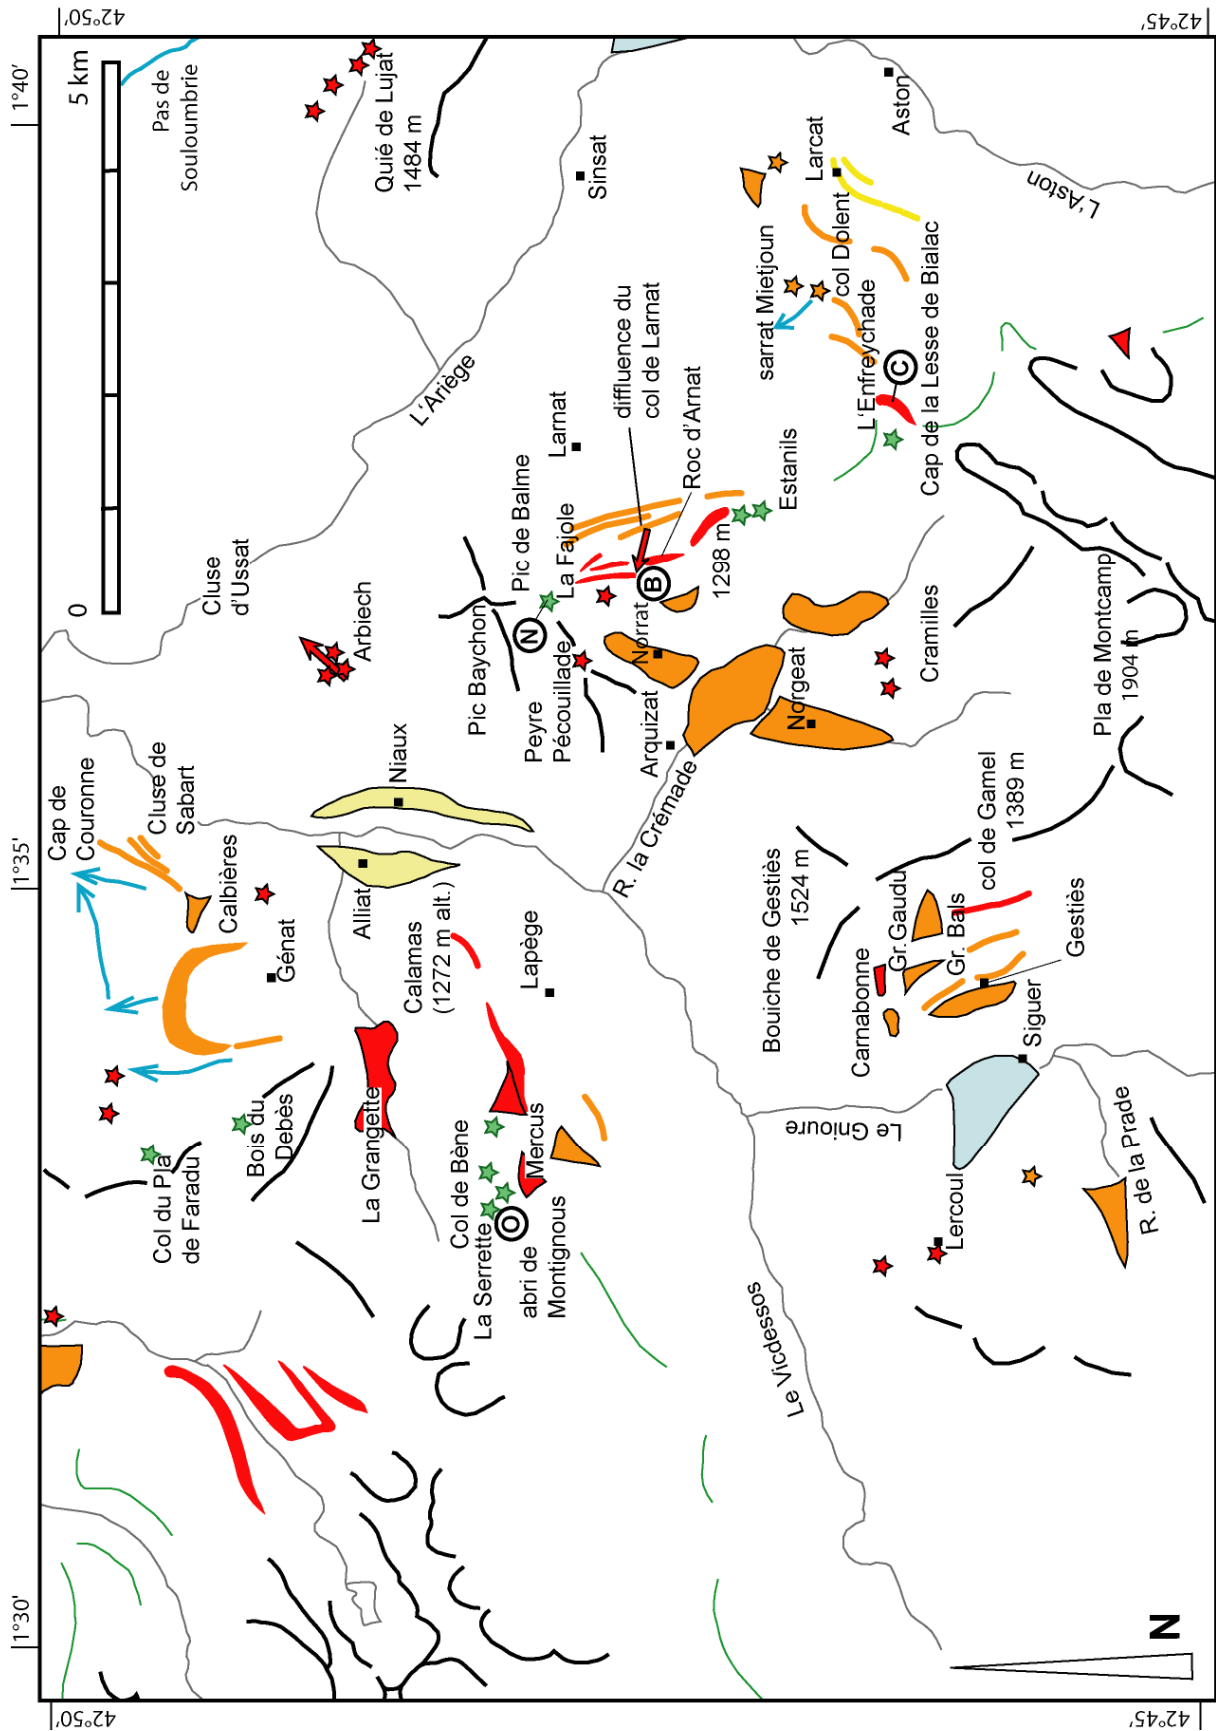 42°50'
42°45'
1°40'
5 km
0
Pas de
Souloumbrie
Quié de Lujat
1484 m
Sinsat
Aston
Larcat
L'Aston
L'Ariège
sarrat Mietjoun
col Dolent
L'Enfreychade
C
Cap de la Lesse de Bialac
diffluence du
col de Larnat
Roc d'Arnat
Larnat
Estanils
Cluse
d'Ussat
Pic de Balme
La Fajole
1298 m
B
N
Arbiech
Pic Baychon
Peyre
Pécouillade
Norrat
Arquizat
Norgeat
Cramilles
Pla de Montcamp
1904 m
Cap de
Couronne
Cluse de
Sabart
Niaux
R. la Crémade
1°35'
Calbières
Génat
Alliat
Calamas
(1272 m alt.)
Lapège
Bouiche de Gestiès
1524 m
col de Gamel
1389 m
Gr. Gaudu
Gr. Bals
Carnabonne
Gestiès
Siguer
Le Gnioure
R. de la Prade
Lercoul
Bois du
Debès
Col du Pla
de Faradu
La Grangette
Col de Bène
Mercus
La Serrette
O
abri de
Montignous
Le Vicdessos
1°30'
N
42°50'
42°45'